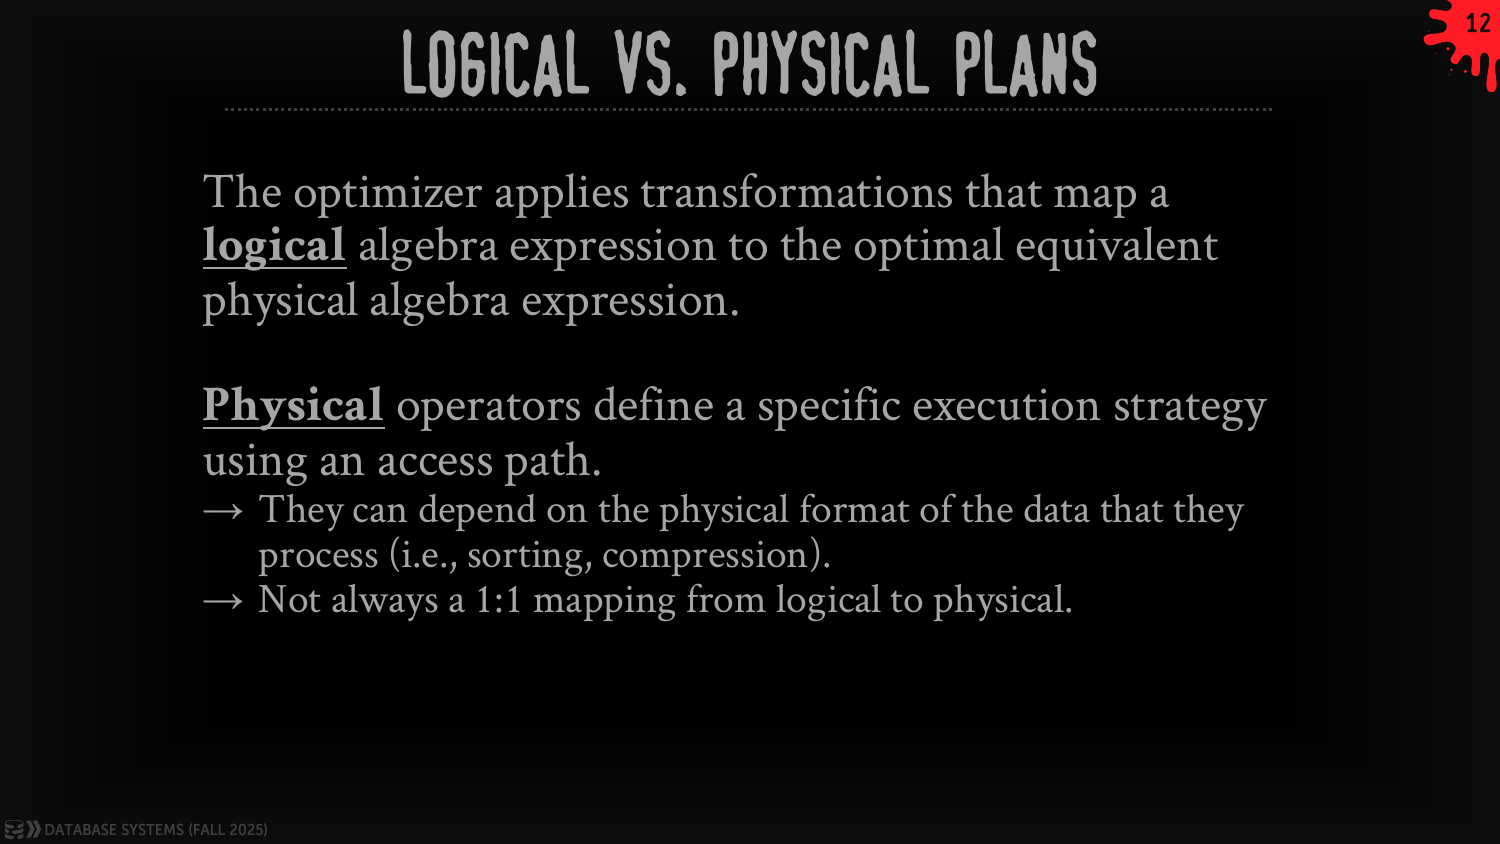 12
LOGICAL VS. PHYSICAL PLANS
The optimizer applies transformations that map a
logical algebra expression to the optimal equivalent
physical algebra expression.
Physical operators define a specific execution strategy
using an access path.
→ They can depend on the physical format of the data that they
process (i.e., sorting, compression).
→ Not always a 1:1 mapping from logical to physical.
DATABASE SYSTEMS (FALL 2025)